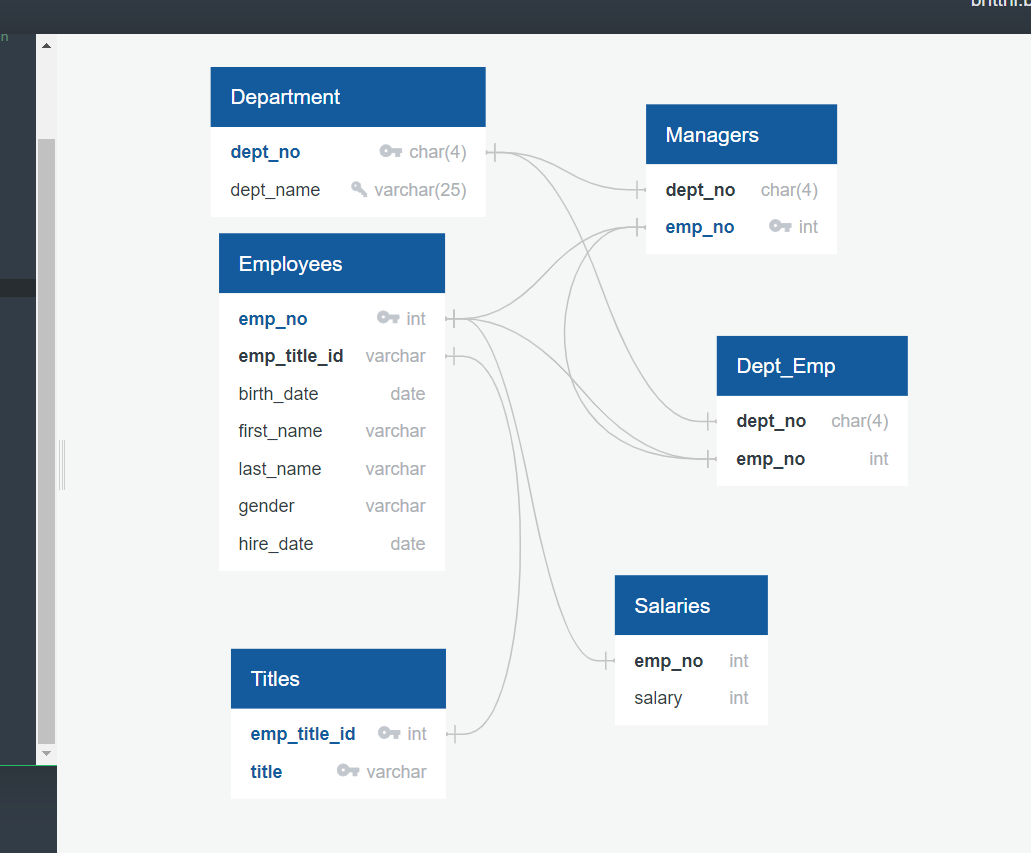 Department
dept_no char(4)
dept_name varchar(25)
Managers
dept_no char(4)
emp_no int
Employees
emp_no int
emp_title_id varchar
birth_date date
first_name varchar
last_name varchar
gender varchar
hire_date date
Dept_Emp
dept_no char(4)
emp_no int
Salaries
emp_no int
salary int
Titles
emp_title_id int
title varchar